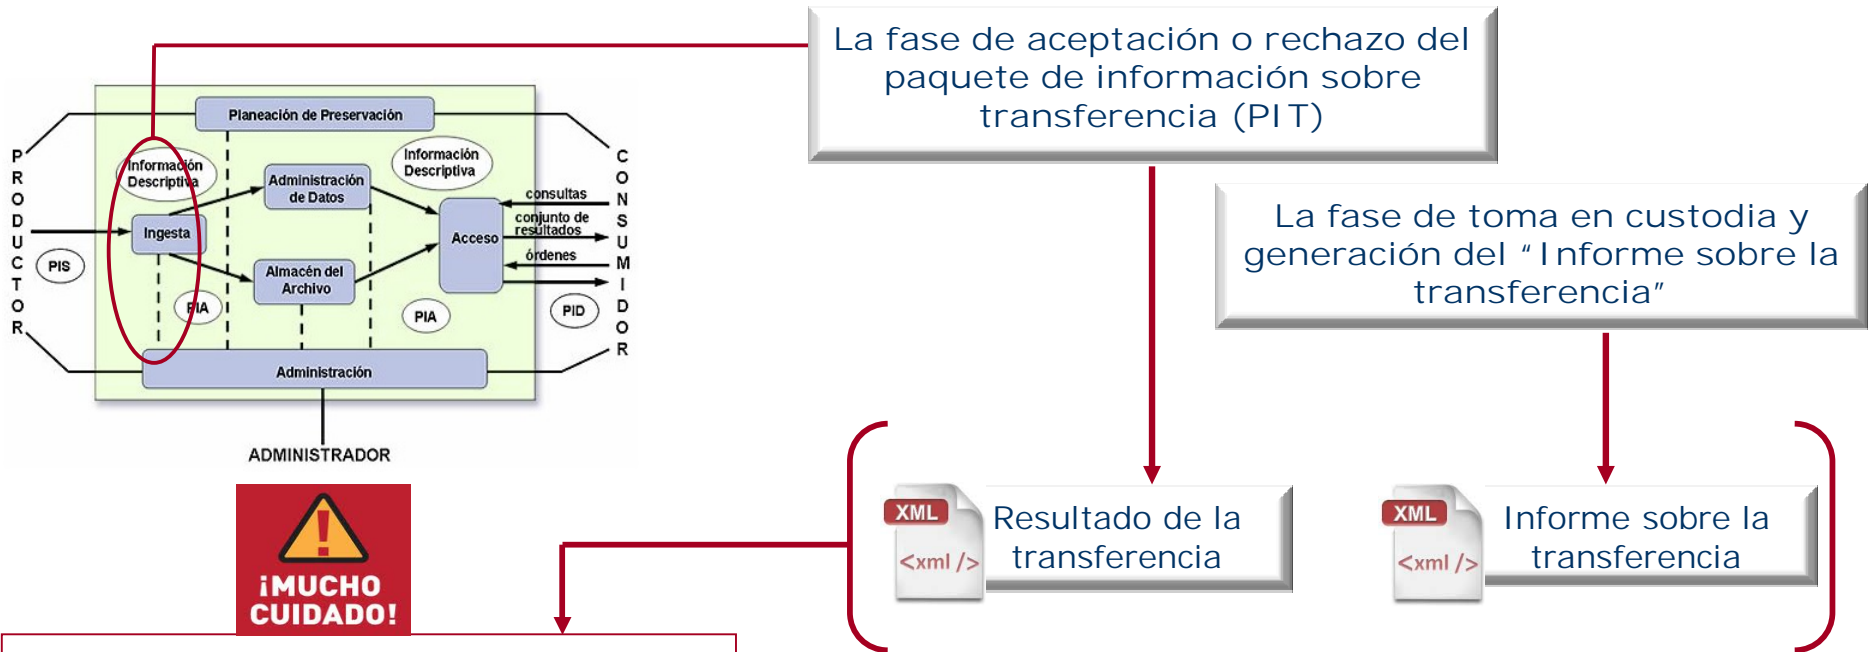 La fase de aceptación o rechazo del
paquete de información sobre
transferencia (PIT)
La fase de toma en custodia y
generación del “Informe sobre la
transferencia”
Planeación de Preservación
Información
Descriptiva
Información
Descriptiva
Administración
de Datos
PRODUCTOR
CONSUMIDOR
consultas
conjunto de
resultados
órdenes
Ingesta
Acceso
PIS
Almacén del
Archivo
PIA
PIA
PID
Administración
ADMINISTRADOR
¡MUCHO
CUIDADO!
XML
<xml />
Resultado de la
transferencia
XML
<xml />
Informe sobre la
transferencia